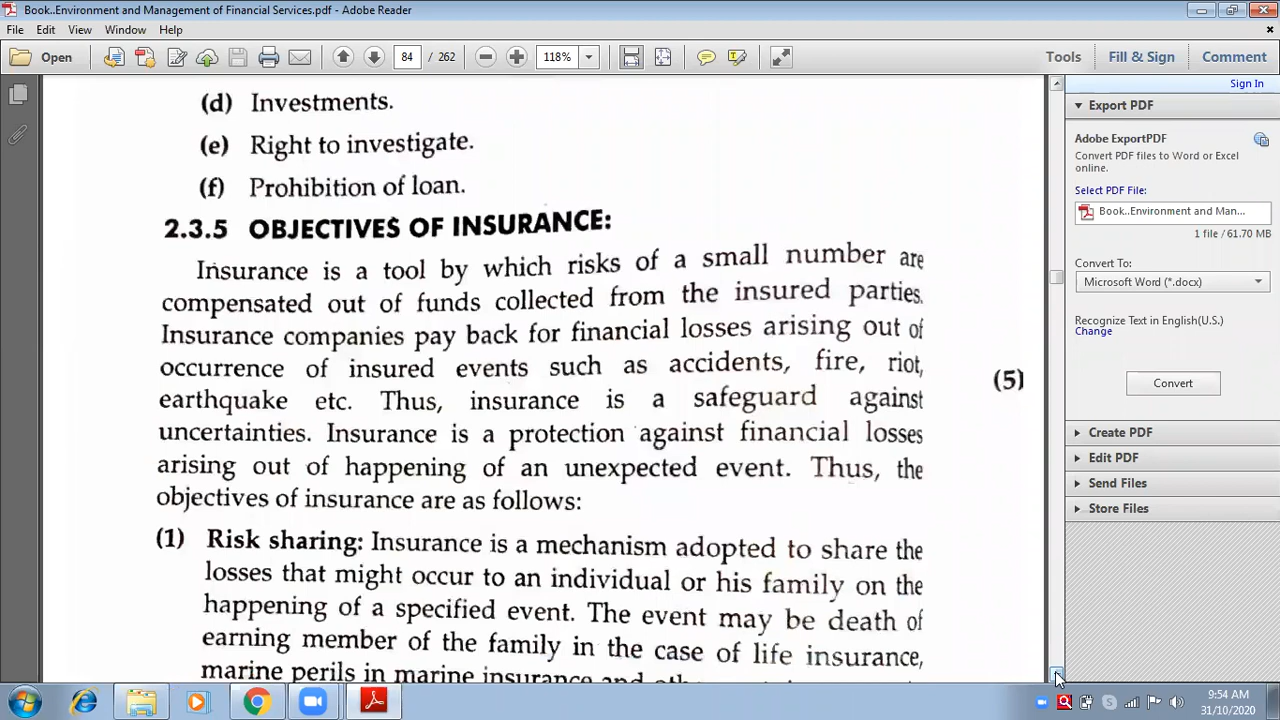 Book..Environment and Management of Financial Services.pdf - Adobe Reader
File Edit View Window Help
Open 84 / 262 118% Tools Fill & Sign Comment
Sign In
(d) Investments.
(e) Right to investigate.
(f) Prohibition of loan.
2.3.5 OBJECTIVES OF INSURANCE:
Insurance is a tool by which risks of a small number are
compensated out of funds collected from the insured parties.
Insurance companies pay back for financial losses arising out of
occurrence of insured events such as accidents, fire, riot,
earthquake etc. Thus, insurance is a safeguard against
uncertainties. Insurance is a protection against financial losses
arising out of happening of an unexpected event. Thus, the
objectives of insurance are as follows:
(5)
(1) Risk sharing: Insurance is a mechanism adopted to share the
losses that might occur to an individual or his family on the
happening of a specified event. The event may be death of
earning member of the family in the case of life insurance,
marine perils in marine insurance and
Export PDF
Adobe ExportPDF
Convert PDF files to Word or Excel
online.
Select PDF File:
Book..Environment and Man...
1 file / 61.70 MB
Convert To:
Microsoft Word (*.docx)
Recognize Text in English(U.S.)
Change
Convert
Create PDF
Edit PDF
Send Files
Store Files
9:54 AM
31/10/2020